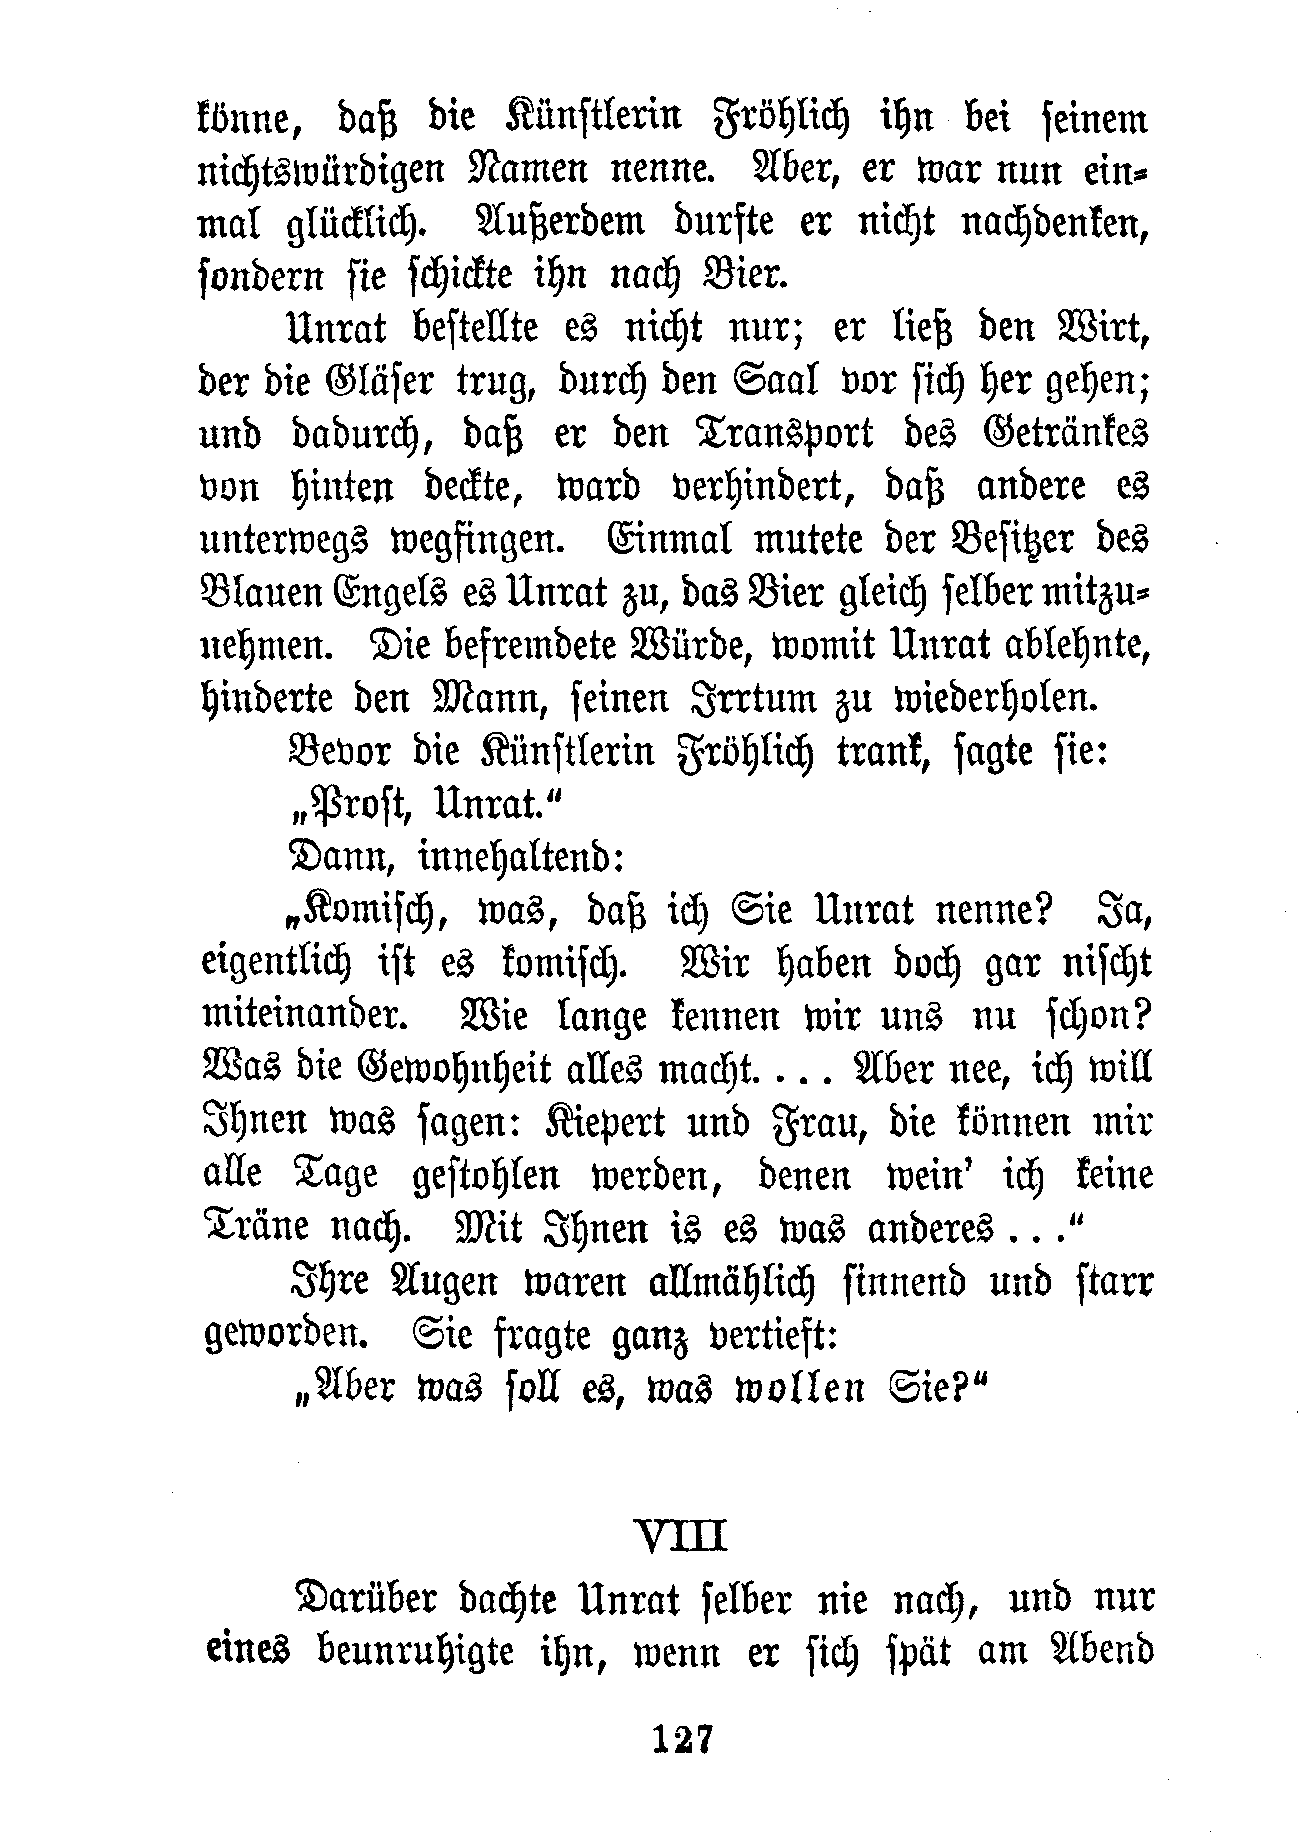 könne, daß die Künstlerin Fröhlich ihn bei seinem
nichtswürdigen Namen nenne. Aber, er war nun ein-
mal glücklich. Außerdem durfte er nicht nachdenken,
sondern sie schickte ihn nach Bier.
Unrat bestellte es nicht nur; er ließ den Wirt,
der die Gläser trug, durch den Saal vor sich her gehen;
und dadurch, daß er den Transport des Getränkes
von hinten deckte, ward verhindert, daß andere es
unterwegs wegfingen. Einmal mutete der Besitzer des
Blauen Engels es Unrat zu, das Bier gleich selber mitzu-
nehmen. Die befremdete Würde, womit Unrat ablehnte,
hinderte den Mann, seinen Irrtum zu wiederholen.
Bevor die Künstlerin Fröhlich trank, sagte sie:
„Prost, Unrat.“
Dann, innehaltend:
„Komisch, was, daß ich Sie Unrat nenne? Ja,
eigentlich ist es komisch. Wir haben doch gar nischt
miteinander. Wie lange kennen wir uns nu schon?
Was die Gewohnheit alles macht. . . . Aber nee, ich will
Ihnen was sagen: Kiepert und Frau, die können mir
alle Tage gestohlen werden, denen wein’ ich keine
Träne nach. Mit Ihnen is es was anderes . . .“
Ihre Augen waren allmählich sinnend und starr
geworden. Sie fragte ganz vertieft:
„Aber was soll es, was wollen Sie?“
VIII
Darüber dachte Unrat selber nie nach, und nur
eines beunruhigte ihn, wenn er sich spät am Abend
127